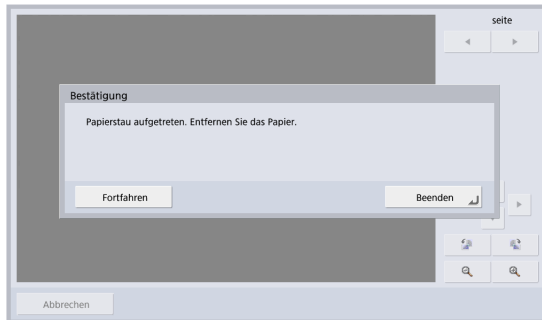 seite
Bestätigung
Papierstau aufgetreten. Entfernen Sie das Papier.
Fortfahren
Beenden
Abbrechen